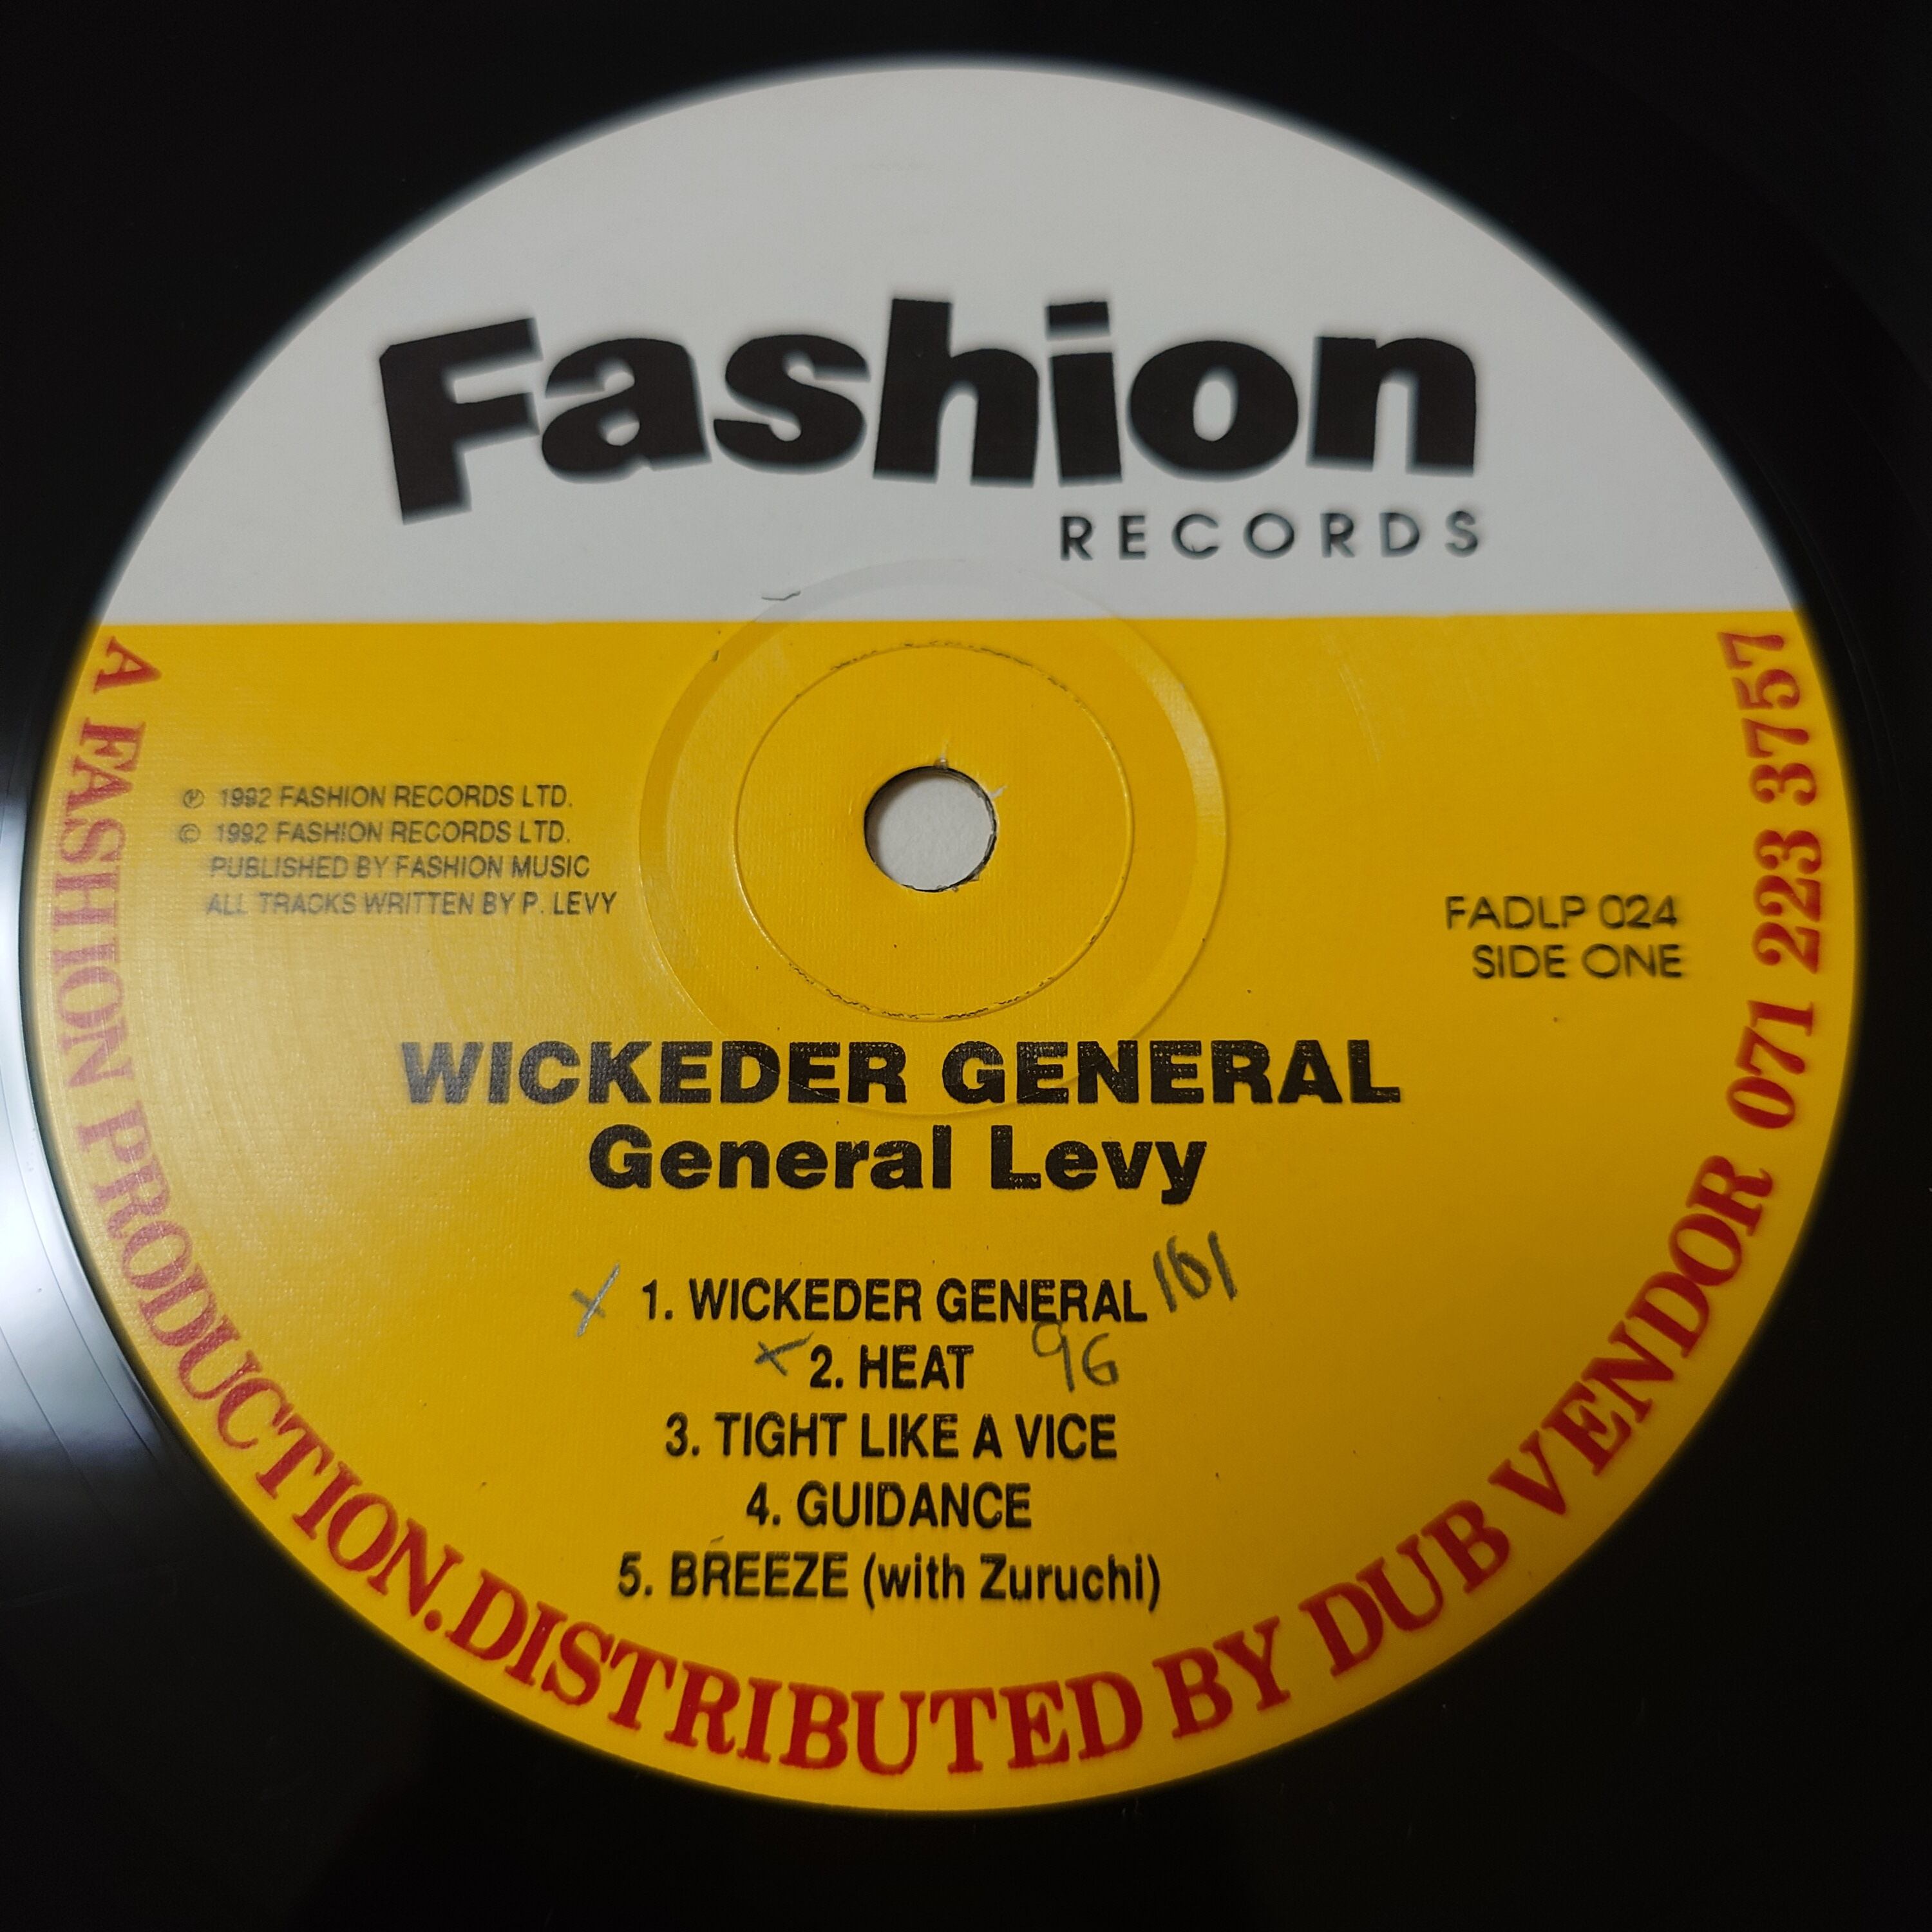 Fashion
RECORDS
℗ 1992 FASHION RECORDS LTD.
© 1992 FASHION RECORDS LTD.
PUBLISHED BY FASHION MUSIC
ALL TRACKS WRITTEN BY P. LEVY
FADLP 024
SIDE ONE
WICKEDER GENERAL
General Levy
X 1. WICKEDER GENERAL 101
X 2. HEAT 96
3. TIGHT LIKE A VICE
4. GUIDANCE
5. BREEZE (with Zuruchi)
A FASHION PRODUCTION.DISTRIBUTED BY DUB VENDOR 071 223 3757